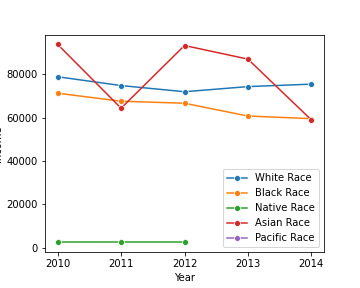 80000
60000
40000
20000
0
2010 2011 2012 2013 2014
Year
White Race
Black Race
Native Race
Asian Race
Pacific Race